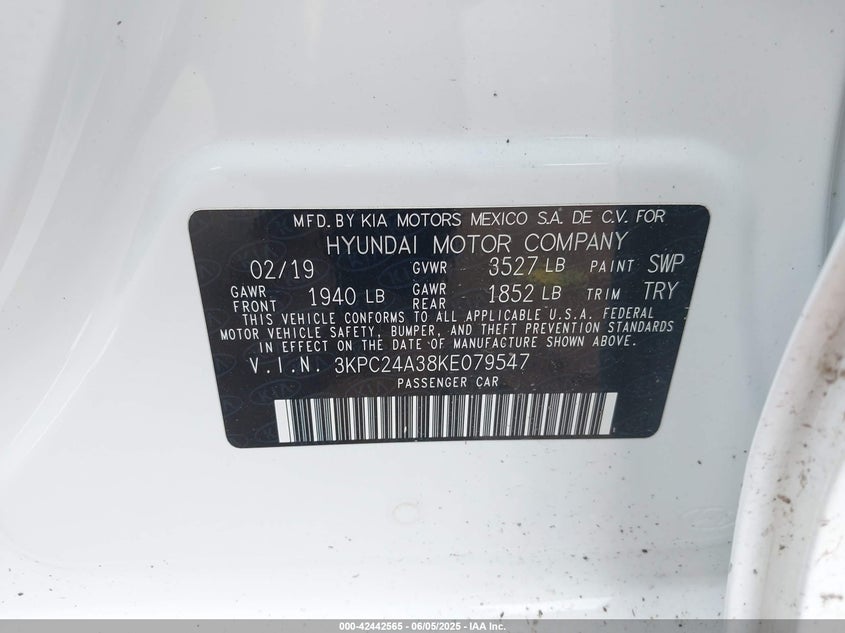 MFD. BY KIA MOTORS MEXICO S.A. DE C.V. FOR
HYUNDAI MOTOR COMPANY
02/19 GVWR 3527 LB PAINT SWP
GAWR FRONT 1940 LB GAWR REAR 1852 LB TRIM TRY
THIS VEHICLE CONFORMS TO ALL APPLICABLE U.S.A. FEDERAL
MOTOR VEHICLE SAFETY, BUMPER, AND THEFT PREVENTION STANDARDS
IN EFFECT ON THE DATE OF MANUFACTURE SHOWN ABOVE.
V.I.N. 3KPC24A38KE079547
PASSENGER CAR
000-42442565 - 06/05/2025 - IAA Inc.